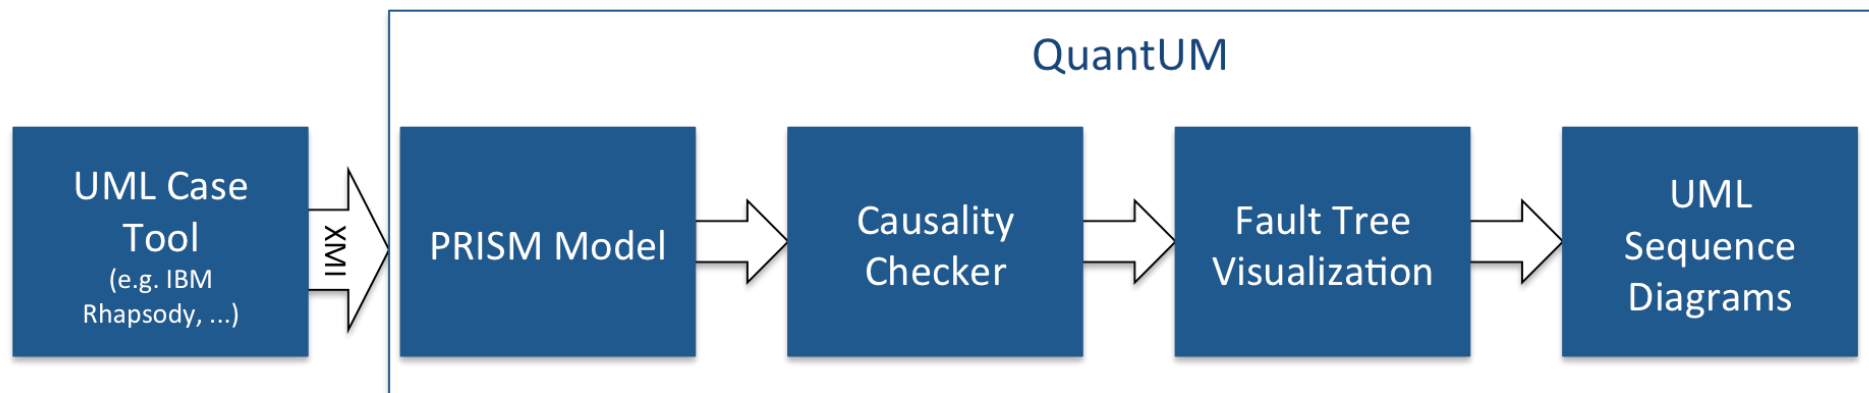 QuantUM
UML Case
Tool
(e.g. IBM
Rhapsody, ...)
XMI
PRISM Model
Causality
Checker
Fault Tree
Visualization
UML
Sequence
Diagrams